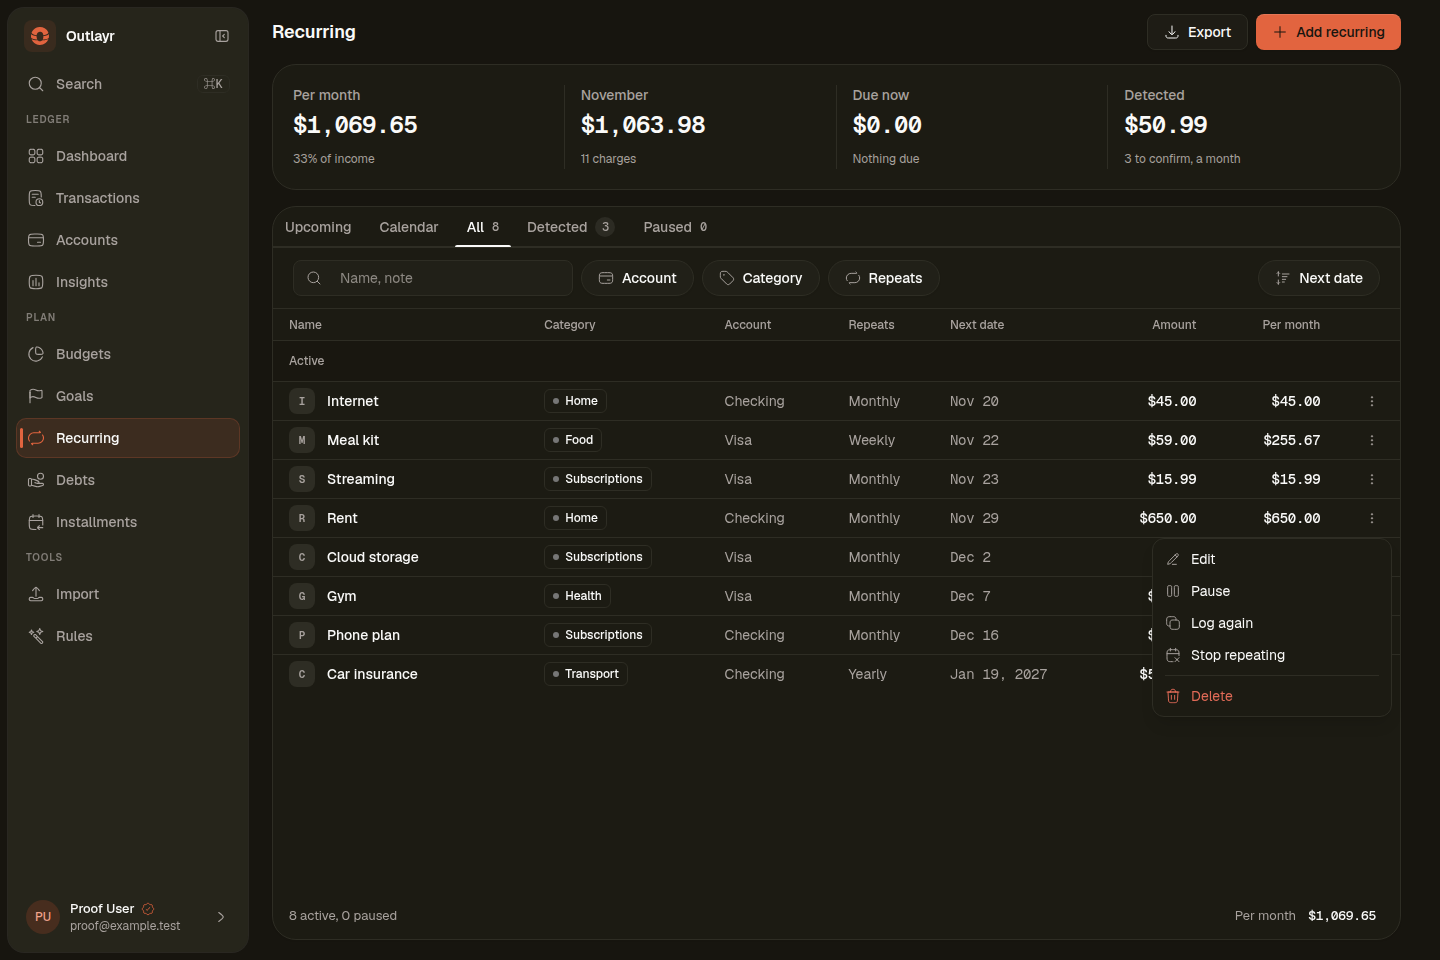 Outlayr
Search ⌘K
LEDGER
Dashboard
Transactions
Accounts
Insights
PLAN
Budgets
Goals
Recurring
Debts
Installments
TOOLS
Import
Rules
PU
Proof User
proof@example.test
Recurring
Export
Add recurring
Per month
$1,069.65
33% of income
November
$1,063.98
11 charges
Due now
$0.00
Nothing due
Detected
$50.99
3 to confirm, a month
Upcoming Calendar All 8 Detected 3 Paused 0
Name, note Account Category Repeats Next date
Name Category Account Repeats Next date Amount Per month
Active
I Internet Home Checking Monthly Nov 20 $45.00 $45.00
M Meal kit Food Visa Weekly Nov 22 $59.00 $255.67
S Streaming Subscriptions Visa Monthly Nov 23 $15.99 $15.99
R Rent Home Checking Monthly Nov 29 $650.00 $650.00
C Cloud storage Subscriptions Visa Monthly Dec 2
G Gym Health Visa Monthly Dec 7
P Phone plan Subscriptions Checking Monthly Dec 16
C Car insurance Transport Checking Yearly Jan 19, 2027
Edit
Pause
Log again
Stop repeating
Delete
8 active, 0 paused
Per month $1,069.65